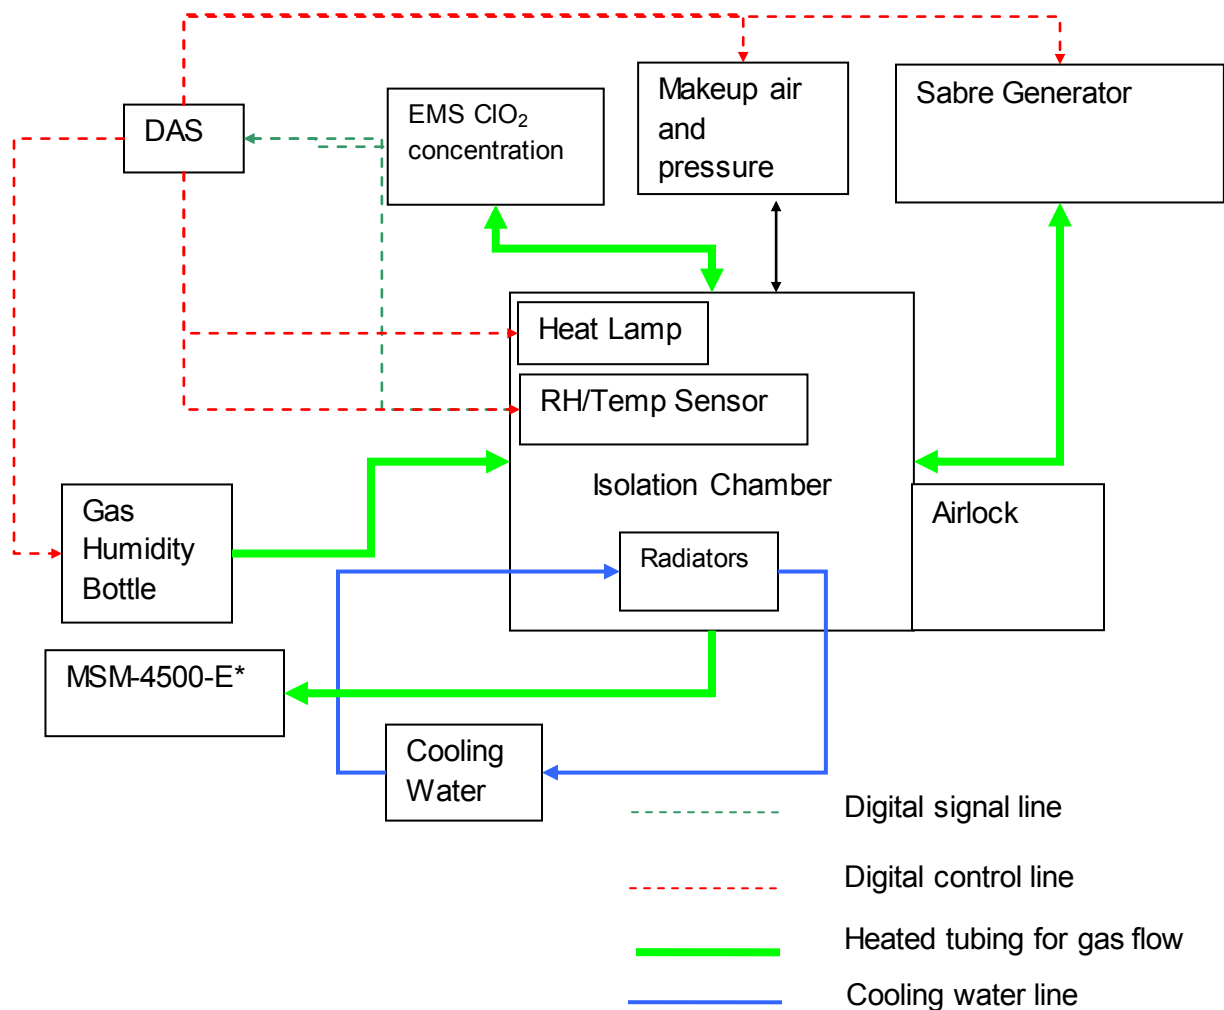 DAS
EMS ClO₂
concentration
Makeup air
and
pressure
Sabre Generator
Heat Lamp
RH/Temp Sensor
Isolation Chamber
Airlock
Gas
Humidity
Bottle
Radiators
MSM-4500-E*
Cooling
Water
Digital signal line
Digital control line
Heated tubing for gas flow
Cooling water line